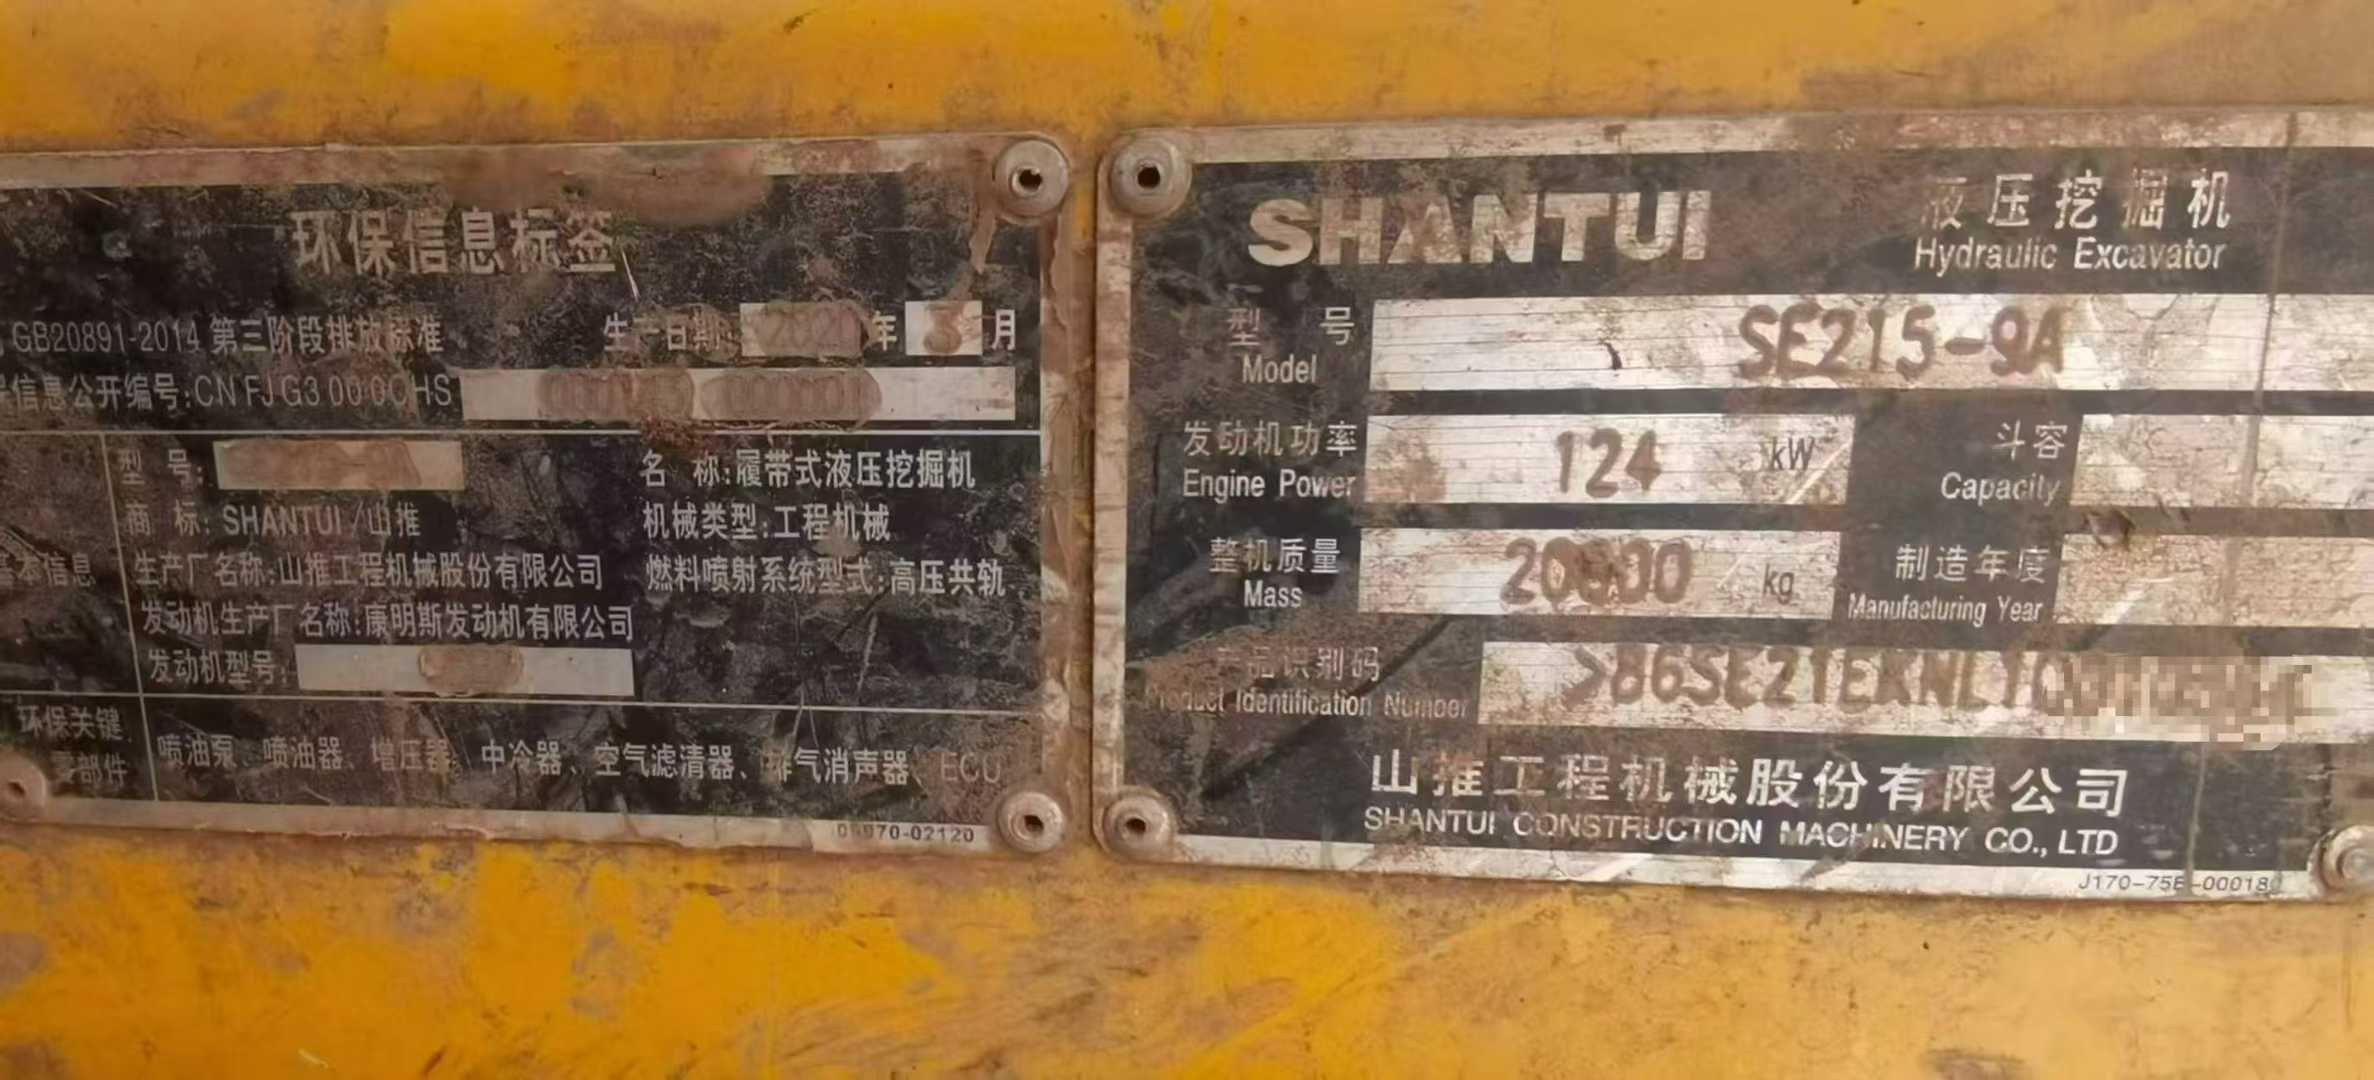 环保信息标签
GB20891-2014 第三阶段排放标准 生产日期 2021 年 3 月
信息公开编号:CN FJ G3 00 0CHS
型 号:
名 称:履带式液压挖掘机
商 标: SHANTUI/山推
机械类型:工程机械
基本信息
生产厂名称:山推工程机械股份有限公司
燃料喷射系统型式:高压共轨
发动机生产厂名称:康明斯发动机有限公司
发动机型号:
环保关键
零部件
喷油泵、喷油器、增压器、中冷器、空气滤清器、排气消声器、ECU
SHANTUI
液压挖掘机
Hydraulic Excavator
型 号
Model
SE215-9A
发动机功率
Engine Power
124 kW
斗容
Capacity
整机质量
Mass
kg
制造年度
Manufacturing Year
产品识别码
Product Identification Number
山推工程机械股份有限公司
SHANTUI CONSTRUCTION MACHINERY CO., LTD